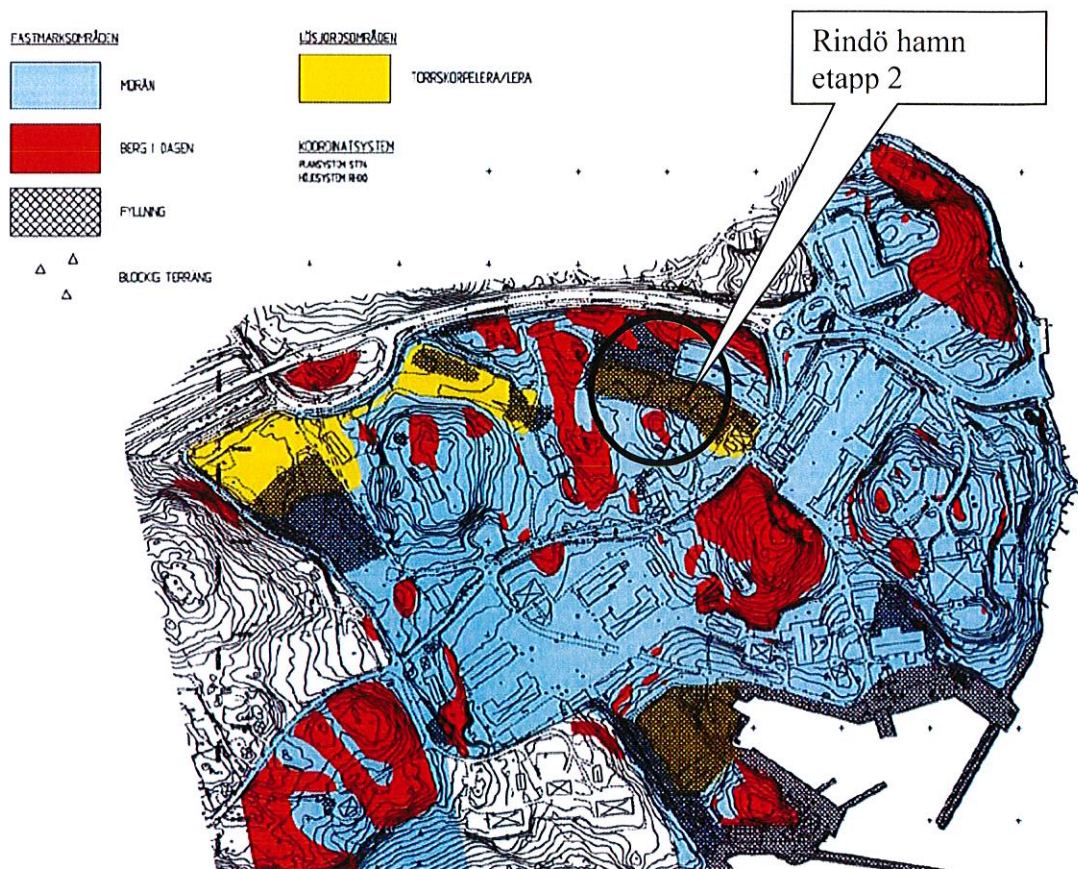 FASTMARKSOMRÅDEN
MORÄN
BERG I DAGEN
FYLLNING
BLOCKIG TERRÄNG
LÖSJORDSOMRÅDEN
TORRSKORPELERA/LERA
KOORDINATSYSTEM
PLANSYSTEM ST74
HÖJDSYSTEM RH00
Rindö hamn
etapp 2